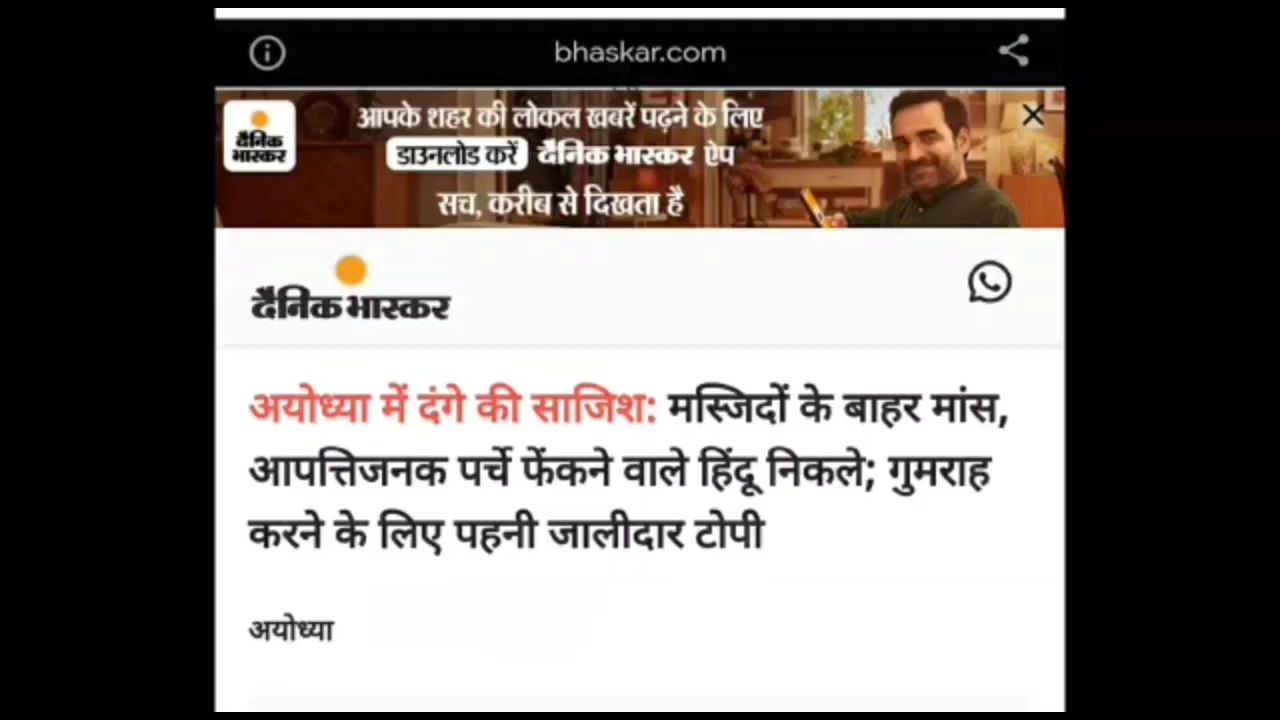 bhaskar.com
दैनिक भास्कर
आपके शहर की लोकल खबरें पढ़ने के लिए
डाउनलोड करें दैनिक भास्कर ऐप
सच, करीब से दिखता है
दैनिक भास्कर
अयोध्या में दंगे की साजिश: मस्जिदों के बाहर मांस,
आपत्तिजनक पर्चे फेंकने वाले हिंदू निकले; गुमराह
करने के लिए पहनी जालीदार टोपी
अयोध्या